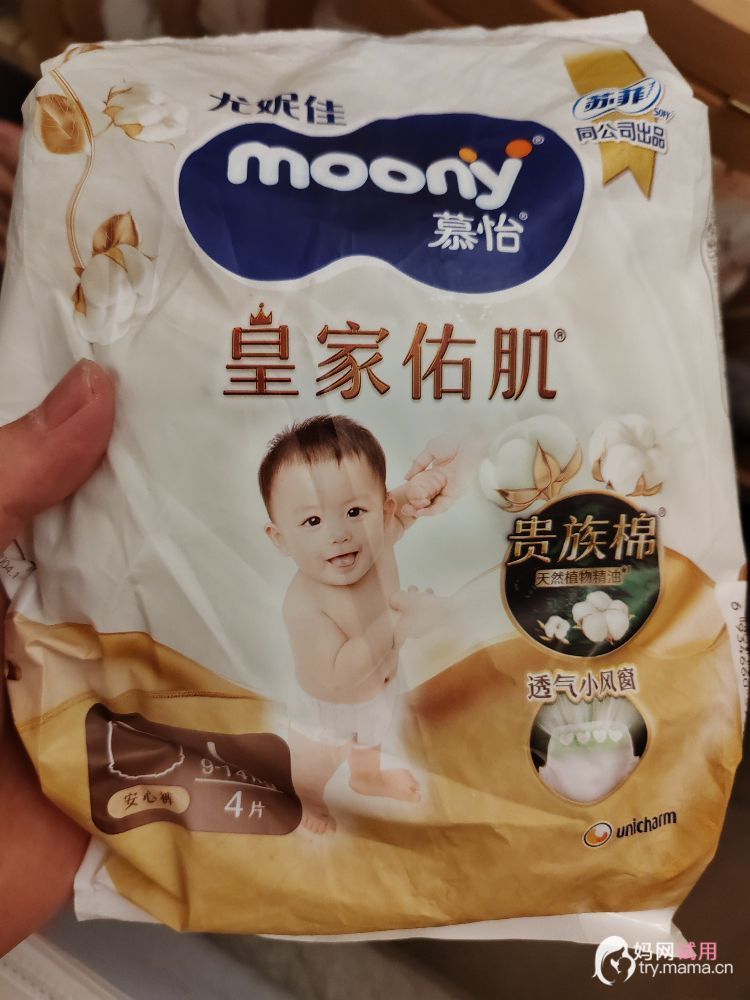 尤妮佳
moony®
慕怡®
苏菲®
SOFY
同公司出品
皇家佑肌®
贵族棉®
天然植物精油*
透气小风窗
L
9-14KG
4片
安心裤
unicharm
妈网试用
try.mama.cn